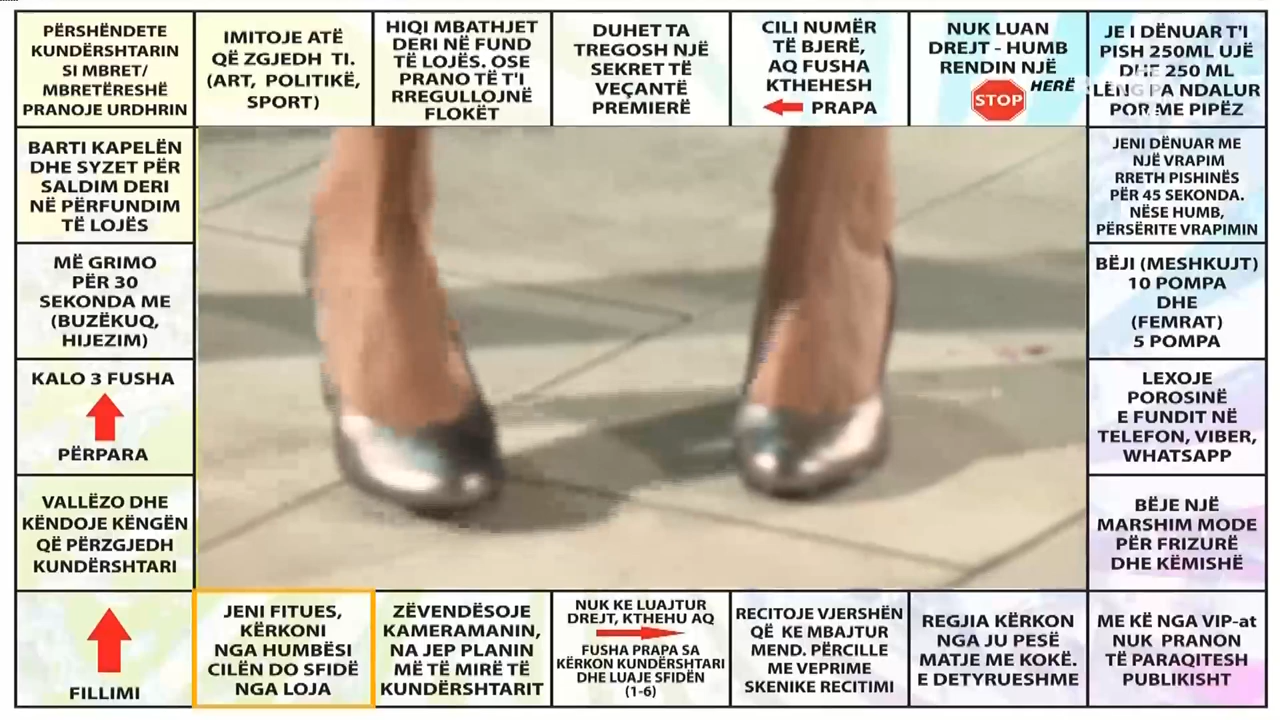 PËRSHËNDETE
KUNDËRSHTARIN
SI MBRET/
MBRETËRESHË
PRANOJE URDHRIN
IMITOJE ATË
QË ZGJEDH TI.
(ART, POLITIKË,
SPORT)
HIQI MBATHJET
DERI NË FUND
TË LOJËS. OSE
PRANO TË T'I
RREGULLOJNË
FLOKËT
DUHET TA
TREGOSH NJË
SEKRET TË
VEÇANTË
PREMIERË
CILI NUMËR
TË BJERË,
AQ FUSHA
KTHEHESH
PRAPA
NUK LUAN
DREJT - HUMB
RENDIN NJË
HERË
STOP
JE I DËNUAR T'I
PISH 250ML UJË
DHE 250 ML
LËNG PA NDALUR
POR ME PIPËZ
BARTI KAPELËN
DHE SYZET PËR
SALDIM DERI
NË PËRFUNDIM
TË LOJËS
JENI DËNUAR ME
NJË VRAPIM
RRETH PISHINËS
PËR 45 SEKONDA.
NËSE HUMB,
PËRSËRITE VRAPIMIN
MË GRIMO
PËR 30
SEKONDA ME
(BUZËKUQ,
HIJEZIM)
BËJI (MESHKUJT)
10 POMPA
DHE
(FEMRAT)
5 POMPA
KALO 3 FUSHA
PËRPARA
LEXOJE
POROSINË
E FUNDIT NË
TELEFON, VIBER,
WHATSAPP
VALLËZO DHE
KËNDOJE KËNGËN
QË PËRZGJEDH
KUNDËRSHTARI
BËJE NJË
MARSHIM MODE
PËR FRIZURË
DHE KËMISHË
FILLIMI
JENI FITUES,
KËRKONI
NGA HUMBËSI
CILËN DO SFIDË
NGA LOJA
ZËVENDËSOJE
KAMERAMANIN,
NA JEP PLANIN
MË TË MIRË TË
KUNDËRSHTARIT
NUK KE LUAJTUR
DREJT, KTHEHU AQ
FUSHA PRAPA SA
KËRKON KUNDËRSHTARI
DHE LUAJE SFIDËN
(1-6)
RECITOJE VJERSHËN
QË KE MBAJTUR
MEND. PËRCILLE
ME VEPRIME
SKENIKE RECITIMI
REGJIA KËRKON
NGA JU PESË
MATJE ME KOKË.
E DETYRUESHME
ME KË NGA VIP-at
NUK PRANON
TË PARAQITESH
PUBLIKISHT